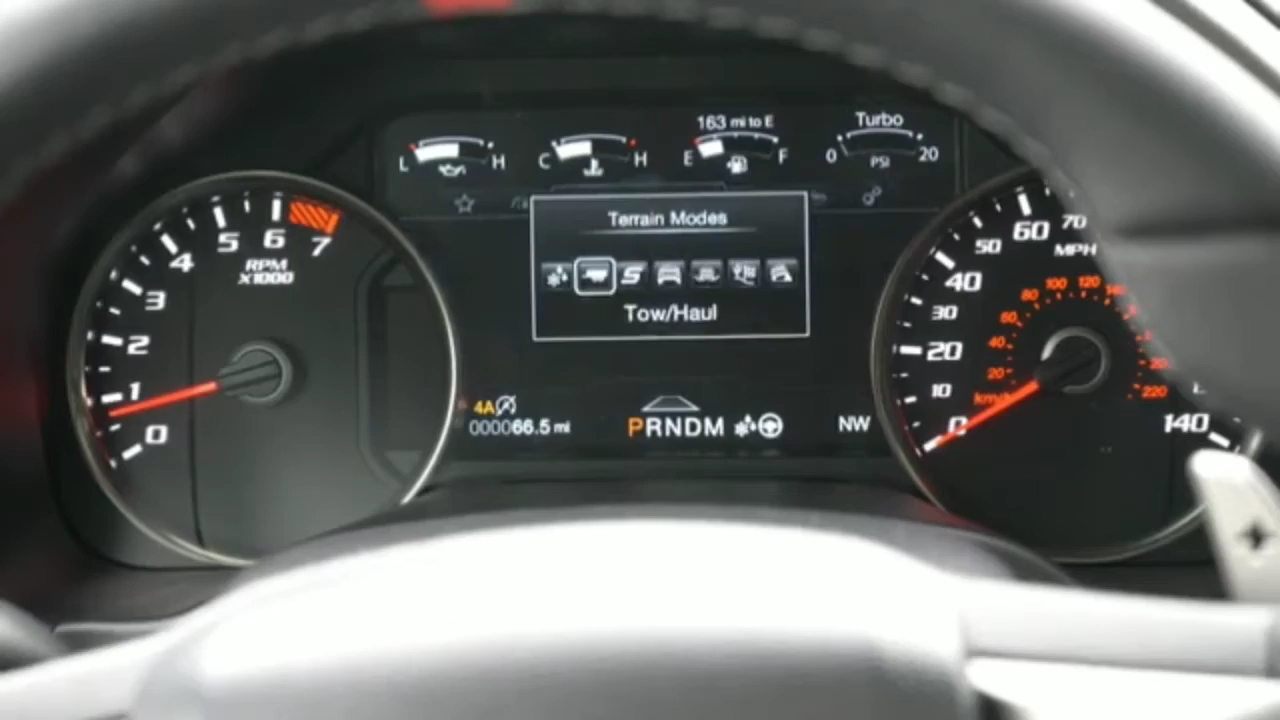 163 mi to E
Turbo
L H
C H
E F
0 20
PSI
Terrain Modes
S
Tow/Haul
0 1 2 3 4 5 6 7
RPM
X1000
0 10 20 30 40 50 60 70
MPH
140
20 40 60 80 100 120
220
km/h
4A
000066.5 mi
PRNDM
NW
+